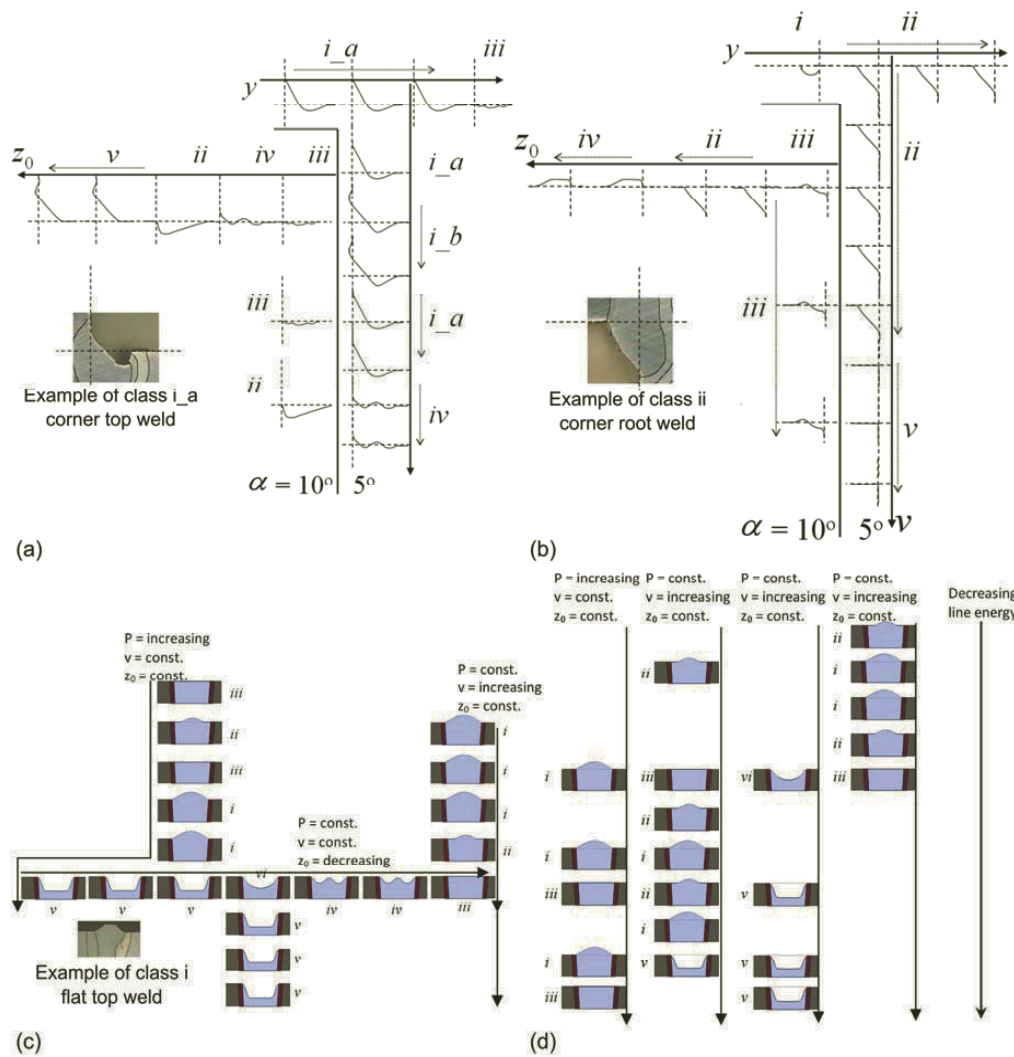 i_a
iii
y
z₀
v
ii
iv
iii
i_a
i_b
iii
i_a
ii
iv
Example of class i_a
corner top weld
α = 10° 5°
(a)
i
ii
y
iv
ii
iii
z₀
ii
iii
v
Example of class ii
corner root weld
α = 10° 5° v
(b)
P = increasing
v = const.
z₀ = const.
iii
ii
iii
i
i
P = const.
v = increasing
z₀ = const.
i
i
i
ii
P = const.
v = const.
z₀ = decreasing
vi
v
v
v
iv
iv
iii
v
v
v
Example of class i
flat top weld
(c)
P = increasing
v = const.
z₀ = const.
i
i
iii
i
iii
P = const.
v = increasing
z₀ = const.
ii
iii
ii
i
ii
i
v
P = const.
v = increasing
z₀ = const.
vi
v
v
v
P = const.
v = increasing
z₀ = const.
ii
i
i
ii
iii
Decreasing
line energy
(d)